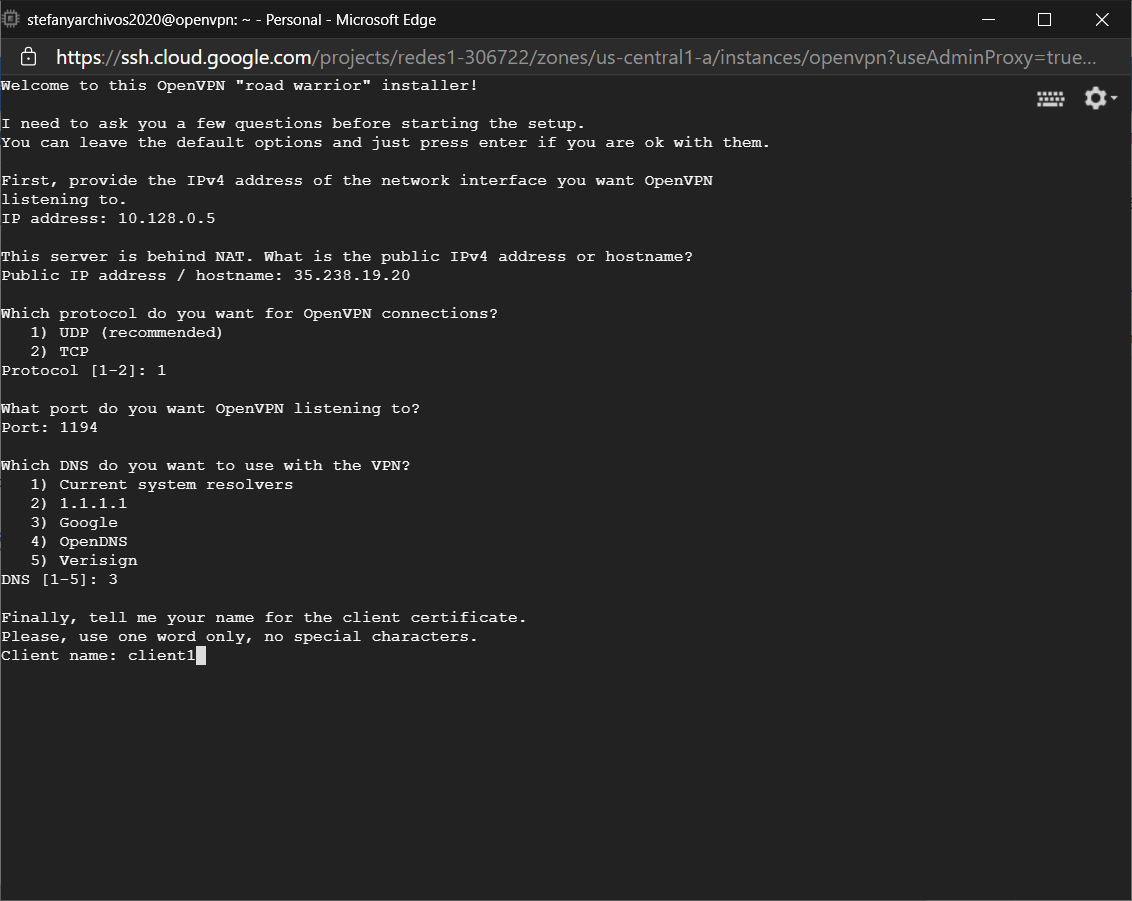 stefanyarchivos2020@openvpn: ~ - Personal - Microsoft Edge
https://ssh.cloud.google.com/projects/redes1-306722/zones/us-central1-a/instances/openvpn?useAdminProxy=true...
Welcome to this OpenVPN "road warrior" installer!
I need to ask you a few questions before starting the setup.
You can leave the default options and just press enter if you are ok with them.
First, provide the IPv4 address of the network interface you want OpenVPN
listening to.
IP address: 10.128.0.5
This server is behind NAT. What is the public IPv4 address or hostname?
Public IP address / hostname: 35.238.19.20
Which protocol do you want for OpenVPN connections?
1) UDP (recommended)
2) TCP
Protocol [1-2]: 1
What port do you want OpenVPN listening to?
Port: 1194
Which DNS do you want to use with the VPN?
1) Current system resolvers
2) 1.1.1.1
3) Google
4) OpenDNS
5) Verisign
DNS [1-5]: 3
Finally, tell me your name for the client certificate.
Please, use one word only, no special characters.
Client name: client1